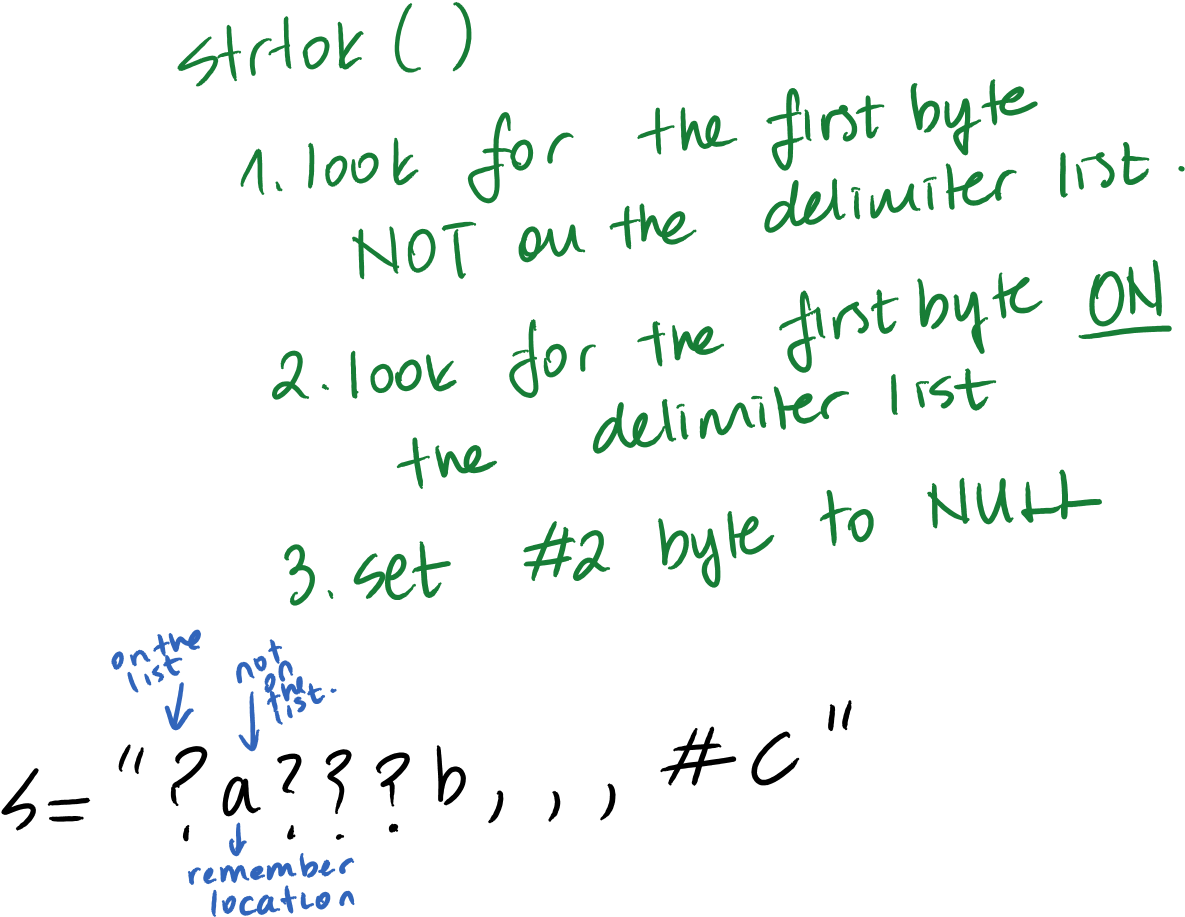 strtok ( )
1. look for the first byte
NOT on the delimiter list.
2. look for the first byte ON
the delimiter list
3. set #2 byte to NULL
on the
list
not
on
the
list.
s= "?a???b,,,#c"
remember
location